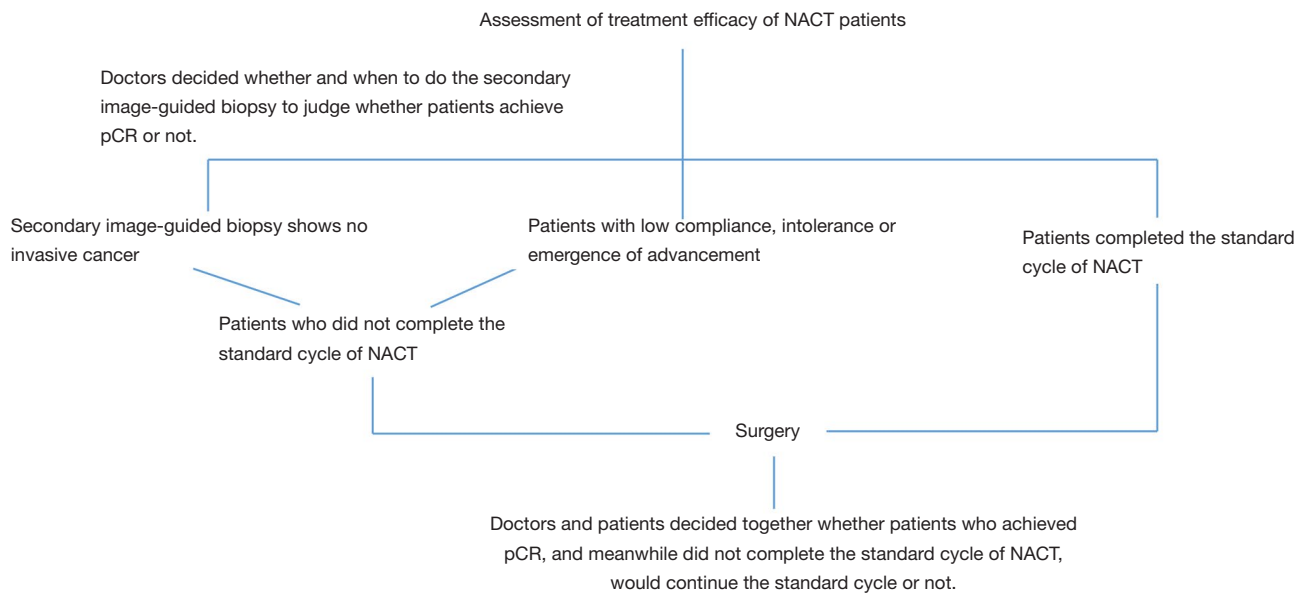 Assessment of treatment efficacy of NACT patients
Doctors decided whether and when to do the secondary
image-guided biopsy to judge whether patients achieve
pCR or not.
Secondary image-guided biopsy shows no
invasive cancer
Patients with low compliance, intolerance or
emergence of advancement
Patients completed the standard
cycle of NACT
Patients who did not complete the
standard cycle of NACT
Surgery
Doctors and patients decided together whether patients who achieved
pCR, and meanwhile did not complete the standard cycle of NACT,
would continue the standard cycle or not.